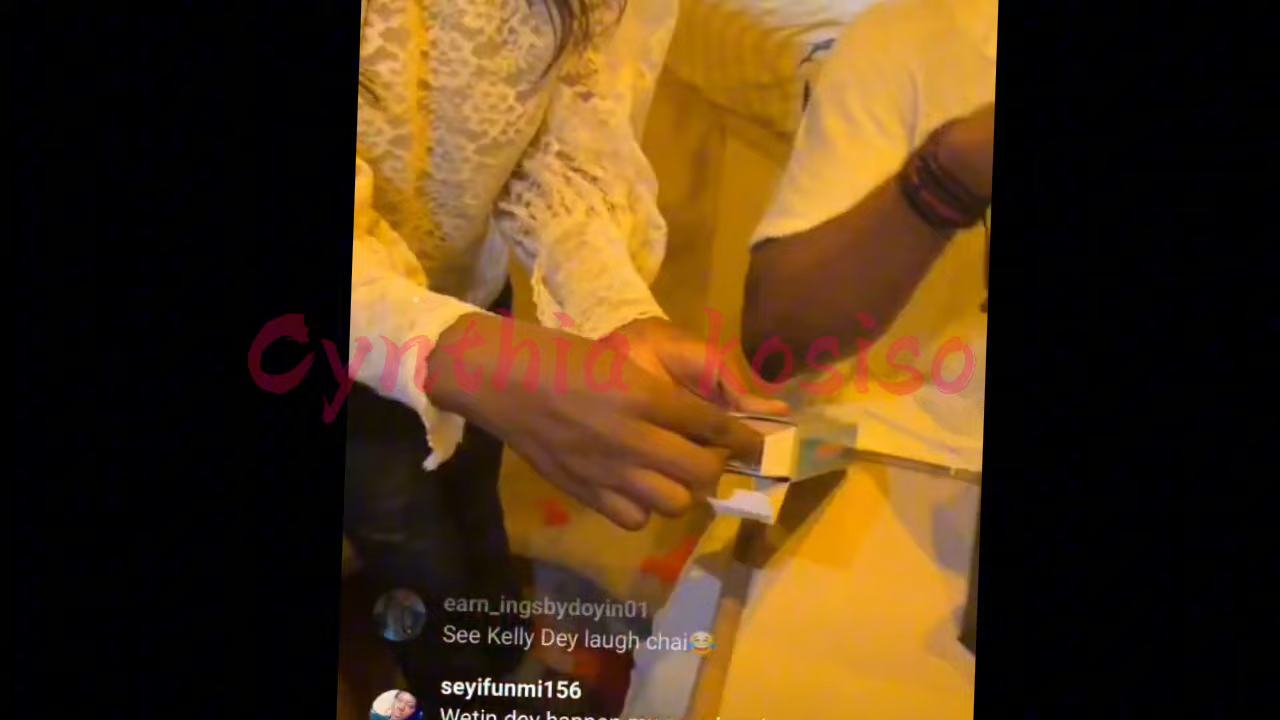 Cynthia kosiso
earn_ingsbydoyin01
See Kelly Dey laugh chai😂
seyifunmi156
Wetin dey happen